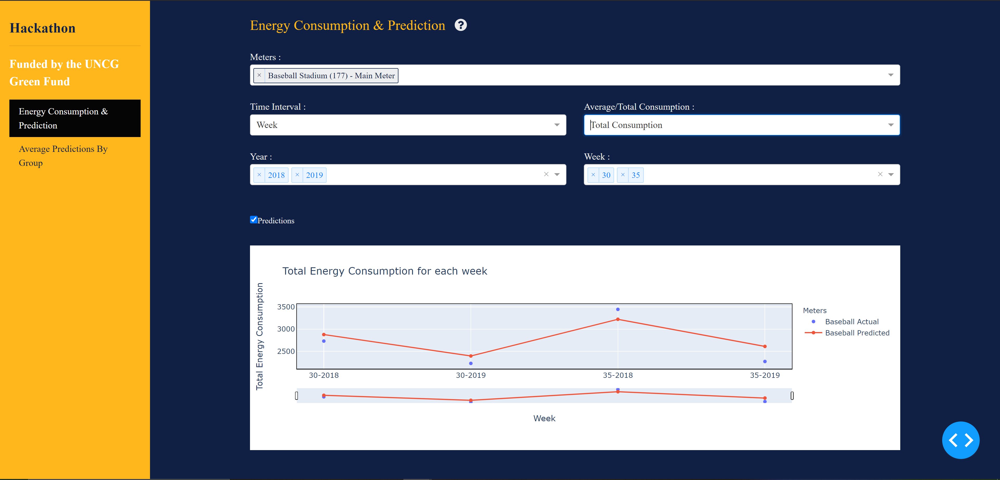 Hackathon
Funded by the UNCG
Green Fund
Energy Consumption &
Prediction
Average Predictions By
Group
Energy Consumption & Prediction ?
Meters :
× Baseball Stadium (177) - Main Meter
Time Interval :
Week
Average/Total Consumption :
Total Consumption
Year :
× 2018 × 2019 ×
Week :
× 30 × 35 ×
Predictions
Total Energy Consumption for each week
Total Energy Consumption
3500
3000
2500
30-2018 30-2019 35-2018 35-2019
Week
Meters
Baseball Actual
Baseball Predicted